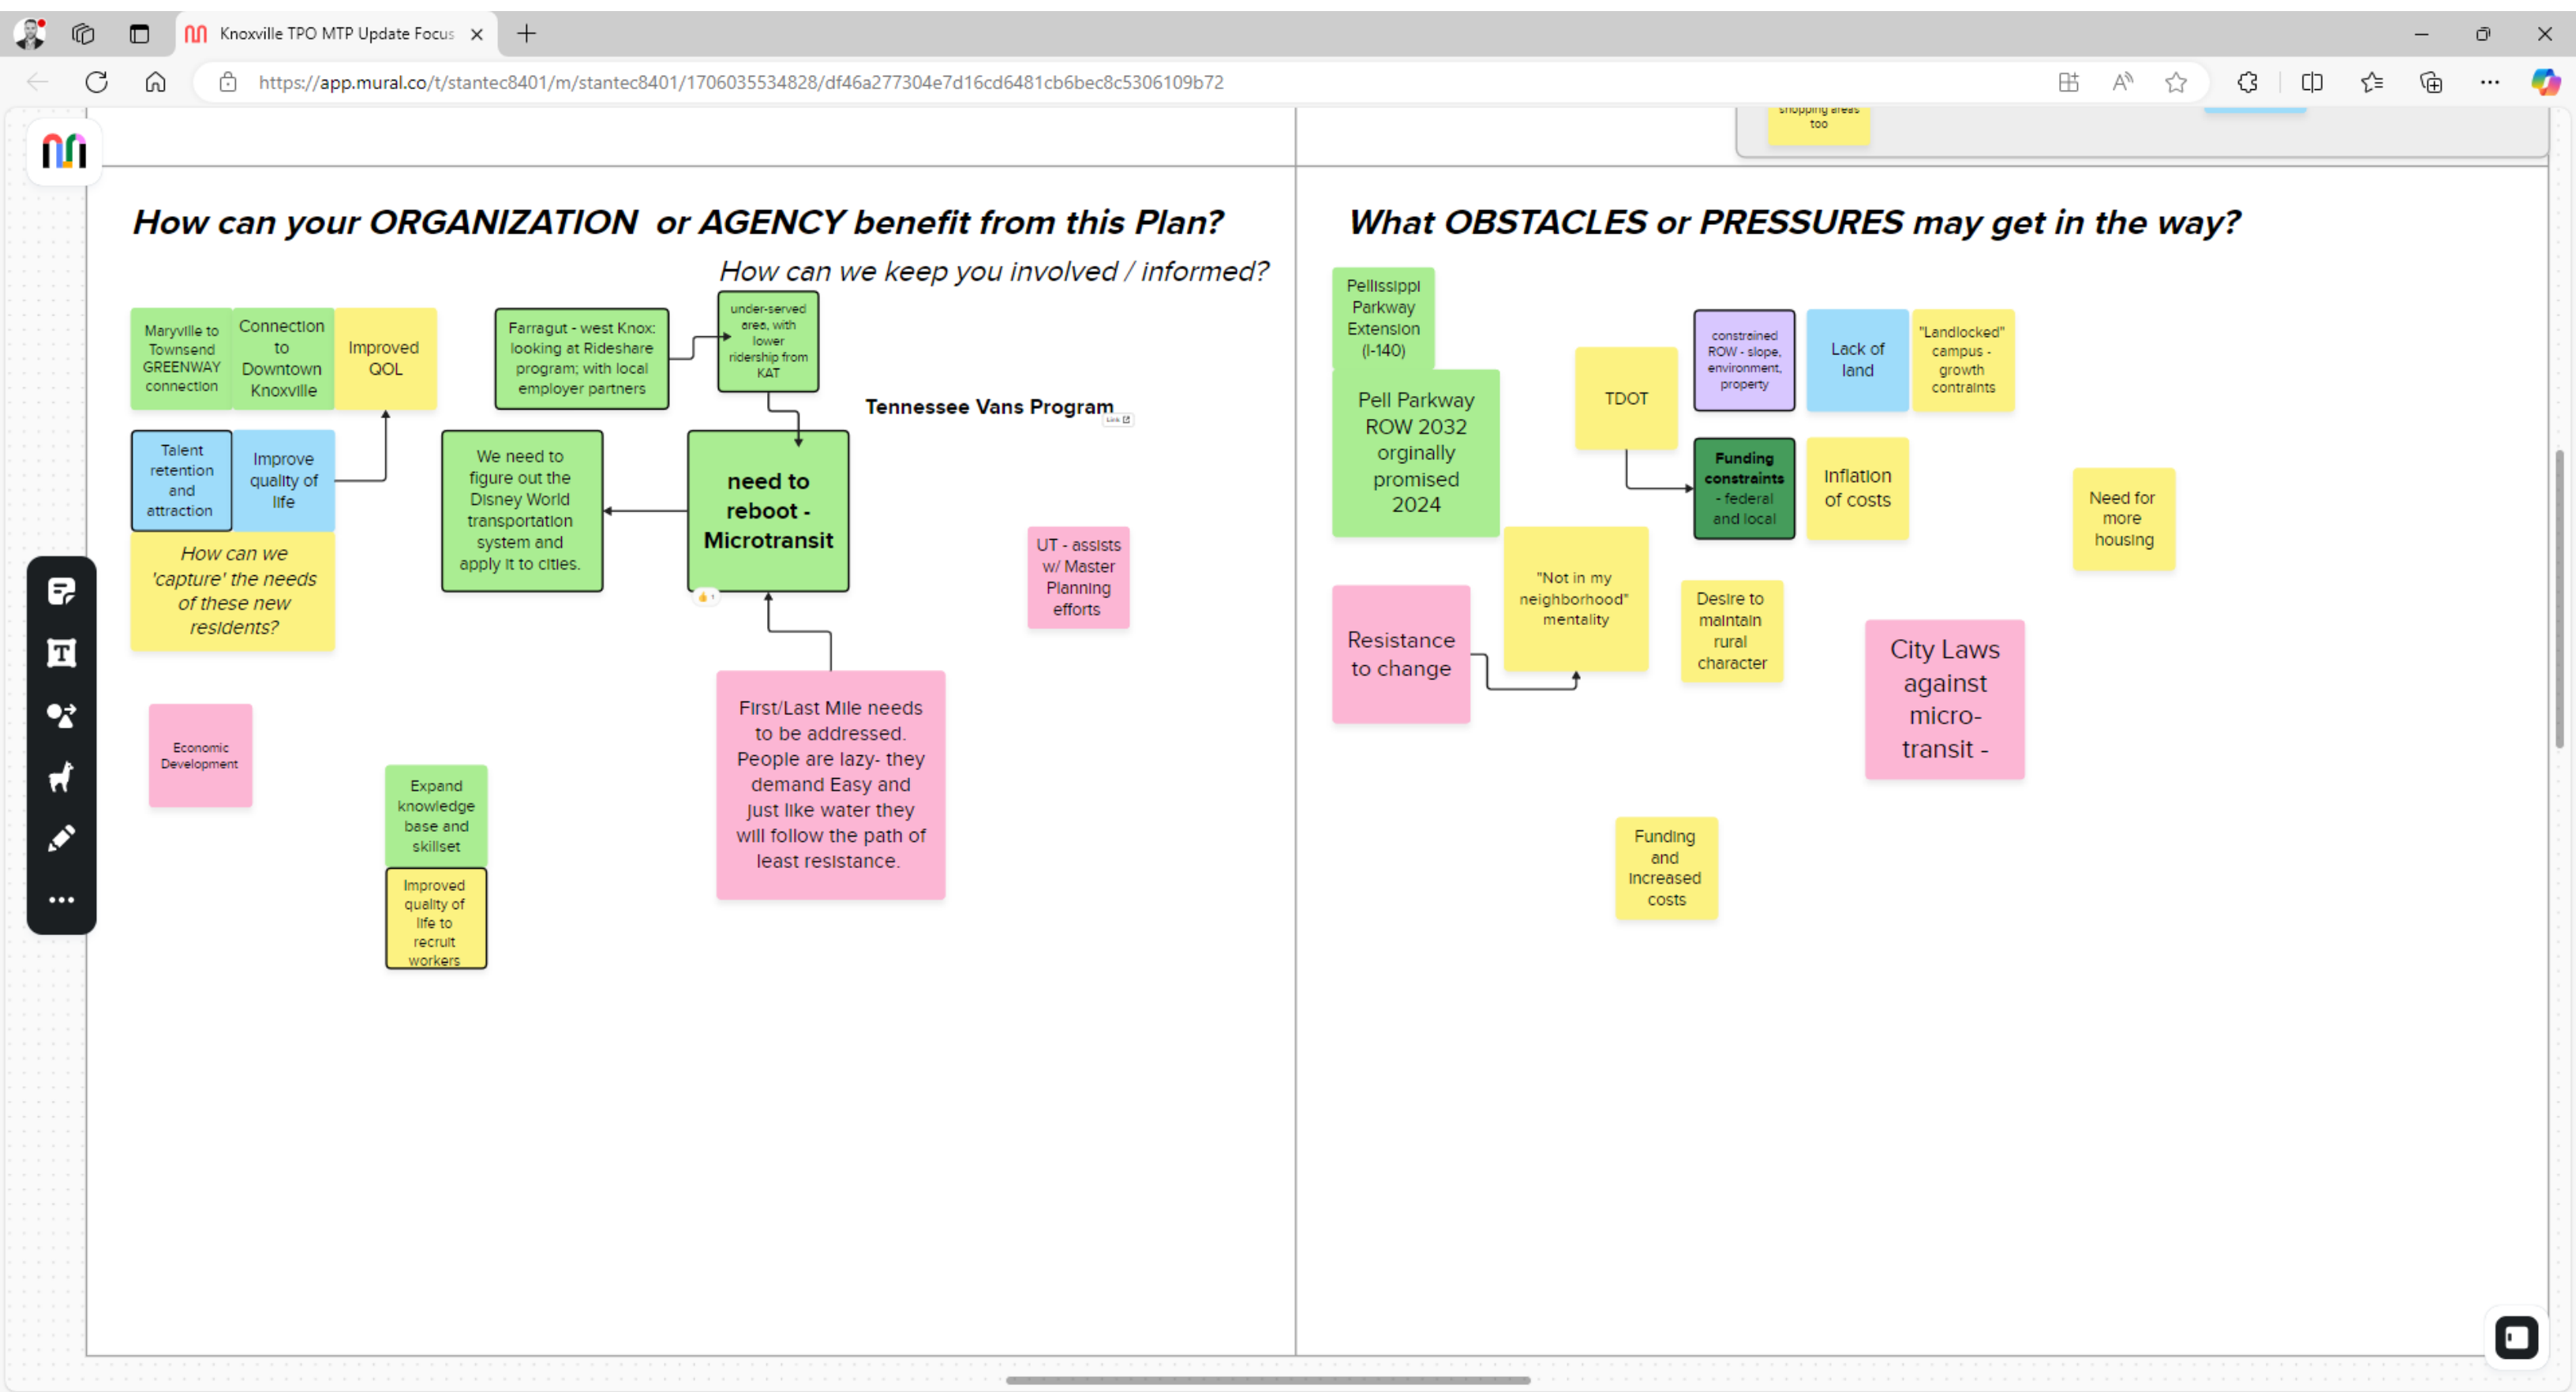 Knoxville TPO MTP Update Focus
https://app.mural.co/t/stantec8401/m/stantec8401/1706035534828/df46a277304e7d16cd6481cb6bec8c5306109b72
shopping areas
too
How can your ORGANIZATION or AGENCY benefit from this Plan?
How can we keep you involved / informed?
Maryville to
Townsend
GREENWAY
connection
Connection
to
Downtown
Knoxville
Improved
QOL
Farragut - west Knox:
looking at Rideshare
program; with local
employer partners
under-served
area, with
lower
ridership from
KAT
Tennessee Vans Program
Link
Talent
retention
and
attraction
Improve
quality of
life
We need to
figure out the
Disney World
transportation
system and
apply it to cities.
need to
reboot -
Microtransit
1
How can we
'capture' the needs
of these new
residents?
UT - assists
w/ Master
Planning
efforts
Economic
Development
First/Last Mile needs
to be addressed.
People are lazy- they
demand Easy and
just like water they
will follow the path of
least resistance.
Expand
knowledge
base and
skillset
Improved
quality of
life to
recruit
workers
What OBSTACLES or PRESSURES may get in the way?
Pellissippi
Parkway
Extension
(I-140)
Pell Parkway
ROW 2032
orginally
promised
2024
TDOT
constrained
ROW - slope,
environment,
property
Lack of
land
"Landlocked"
campus -
growth
contraints
Funding
constraints
- federal
and local
Inflation
of costs
Need for
more
housing
"Not in my
neighborhood"
mentality
Resistance
to change
Desire to
maintain
rural
character
City Laws
against
micro-
transit -
Funding
and
Increased
costs